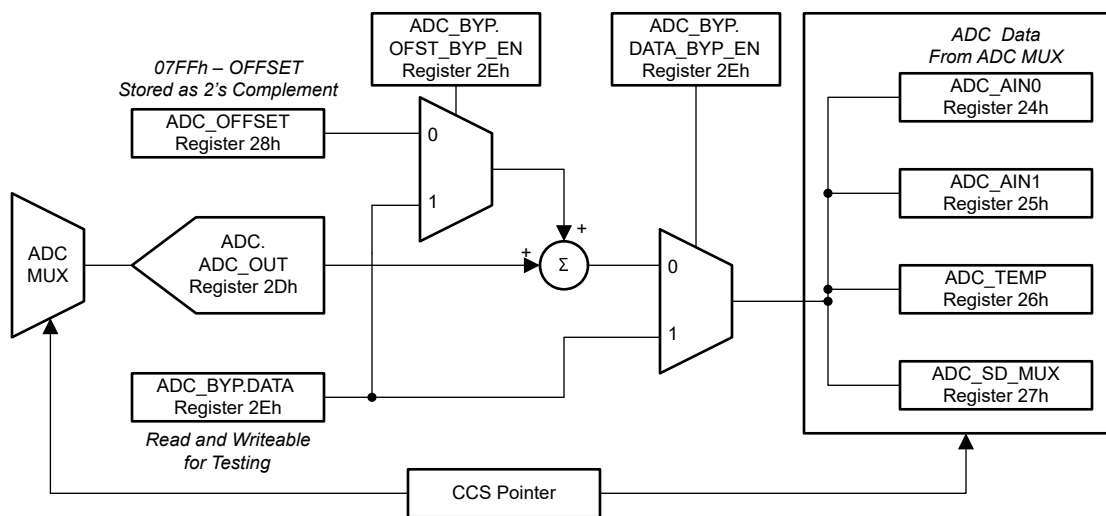 ADC_BYP.
OFST_BYP_EN
Register 2Eh
ADC_BYP.
DATA_BYP_EN
Register 2Eh
ADC Data
From ADC MUX
07FFh – OFFSET
Stored as 2's Complement
ADC_OFFSET
Register 28h
0
1
ADC_AIN0
Register 24h
ADC_AIN1
Register 25h
ADC
MUX
ADC.
ADC_OUT
Register 2Dh
+
+
Σ
0
1
ADC_TEMP
Register 26h
ADC_SD_MUX
Register 27h
ADC_BYP.DATA
Register 2Eh
Read and Writeable
for Testing
CCS Pointer